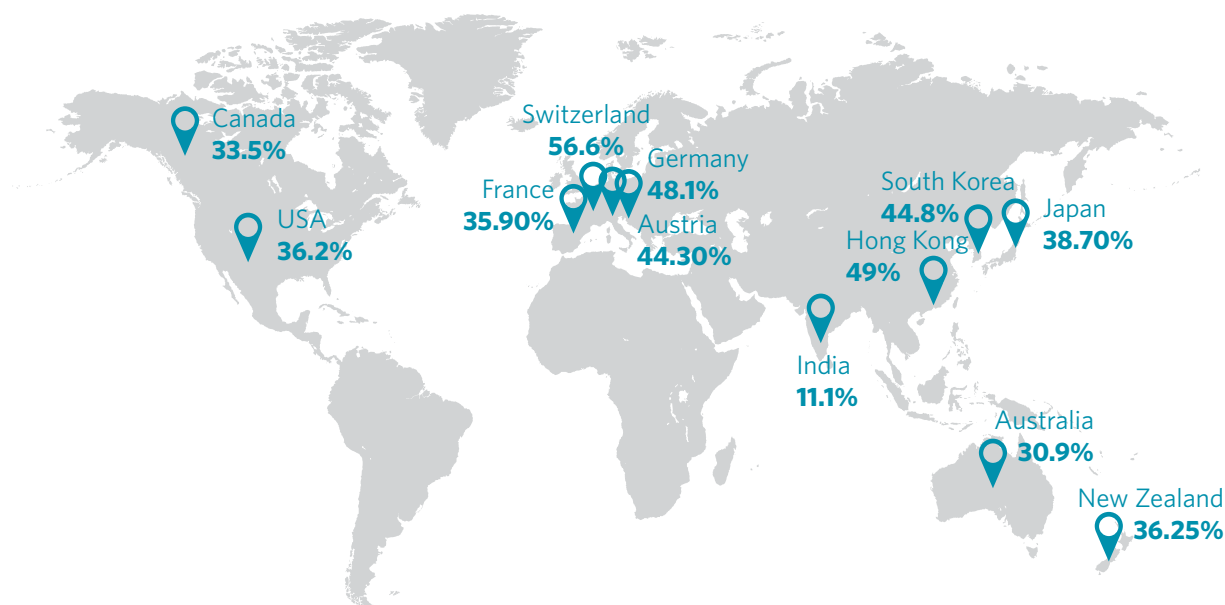 Canada
33.5%
USA
36.2%
Switzerland
56.6%
France
35.90%
Germany
48.1%
Austria
44.30%
South Korea
44.8%
Japan
38.70%
Hong Kong
49%
India
11.1%
Australia
30.9%
New Zealand
36.25%